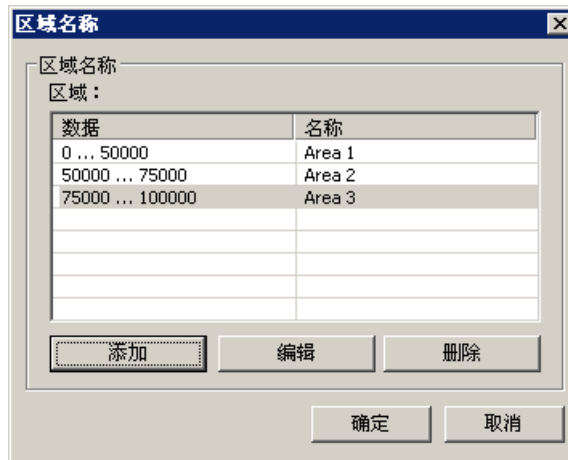 区域名称
区域名称
区域：
数据 名称
0 ... 50000 Area 1
50000 ... 75000 Area 2
75000 ... 100000 Area 3
添加 编辑 删除
确定 取消